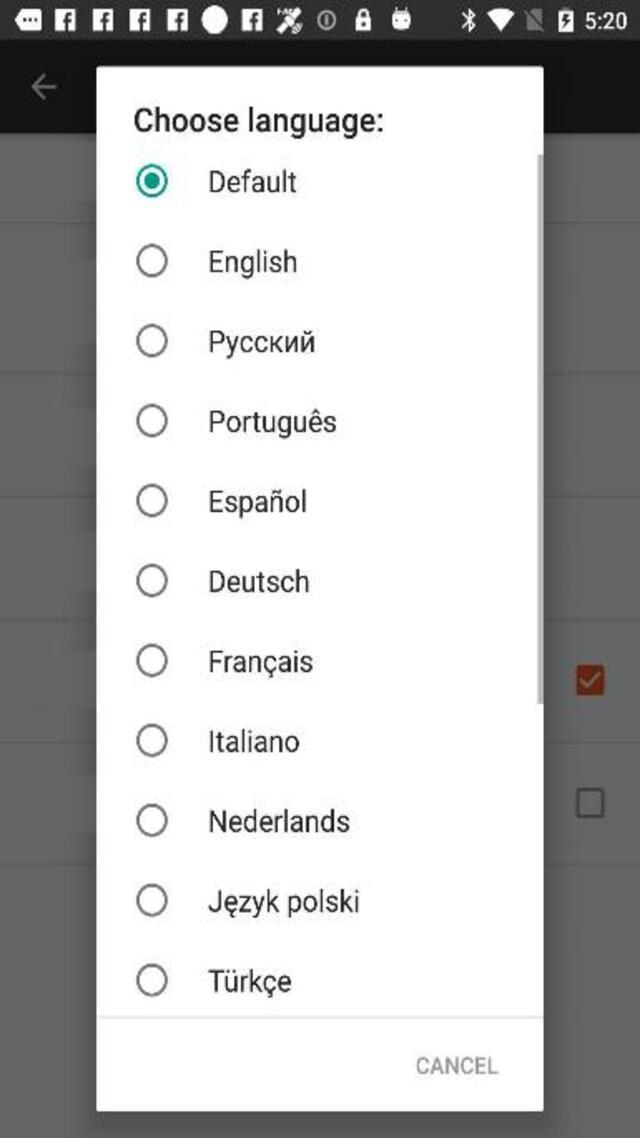 5:20
Choose language:
Default
English
Русский
Português
Español
Deutsch
Français
Italiano
Nederlands
Język polski
Türkçe
CANCEL